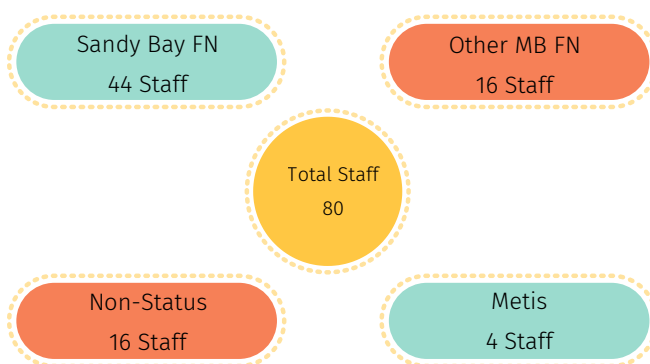 Sandy Bay FN
44 Staff
Other MB FN
16 Staff
Total Staff
80
Non-Status
16 Staff
Metis
4 Staff